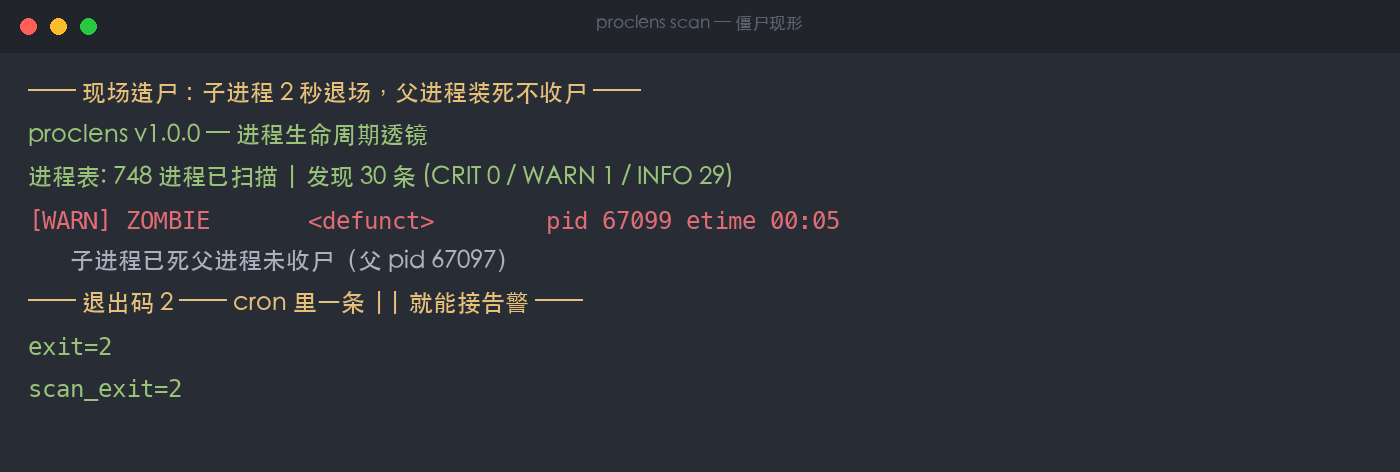 proclens scan — 僵尸现形
—— 现场造尸：子进程 2 秒退场，父进程装死不收尸 ——
proclens v1.0.0 — 进程生命周期透镜
进程表: 748 进程已扫描 | 发现 30 条 (CRIT 0 / WARN 1 / INFO 29)
[WARN] ZOMBIE <defunct> pid 67099 etime 00:05
子进程已死父进程未收尸（父 pid 67097）
—— 退出码 2 —— cron 里一条 || 就能接告警 ——
exit=2
scan_exit=2